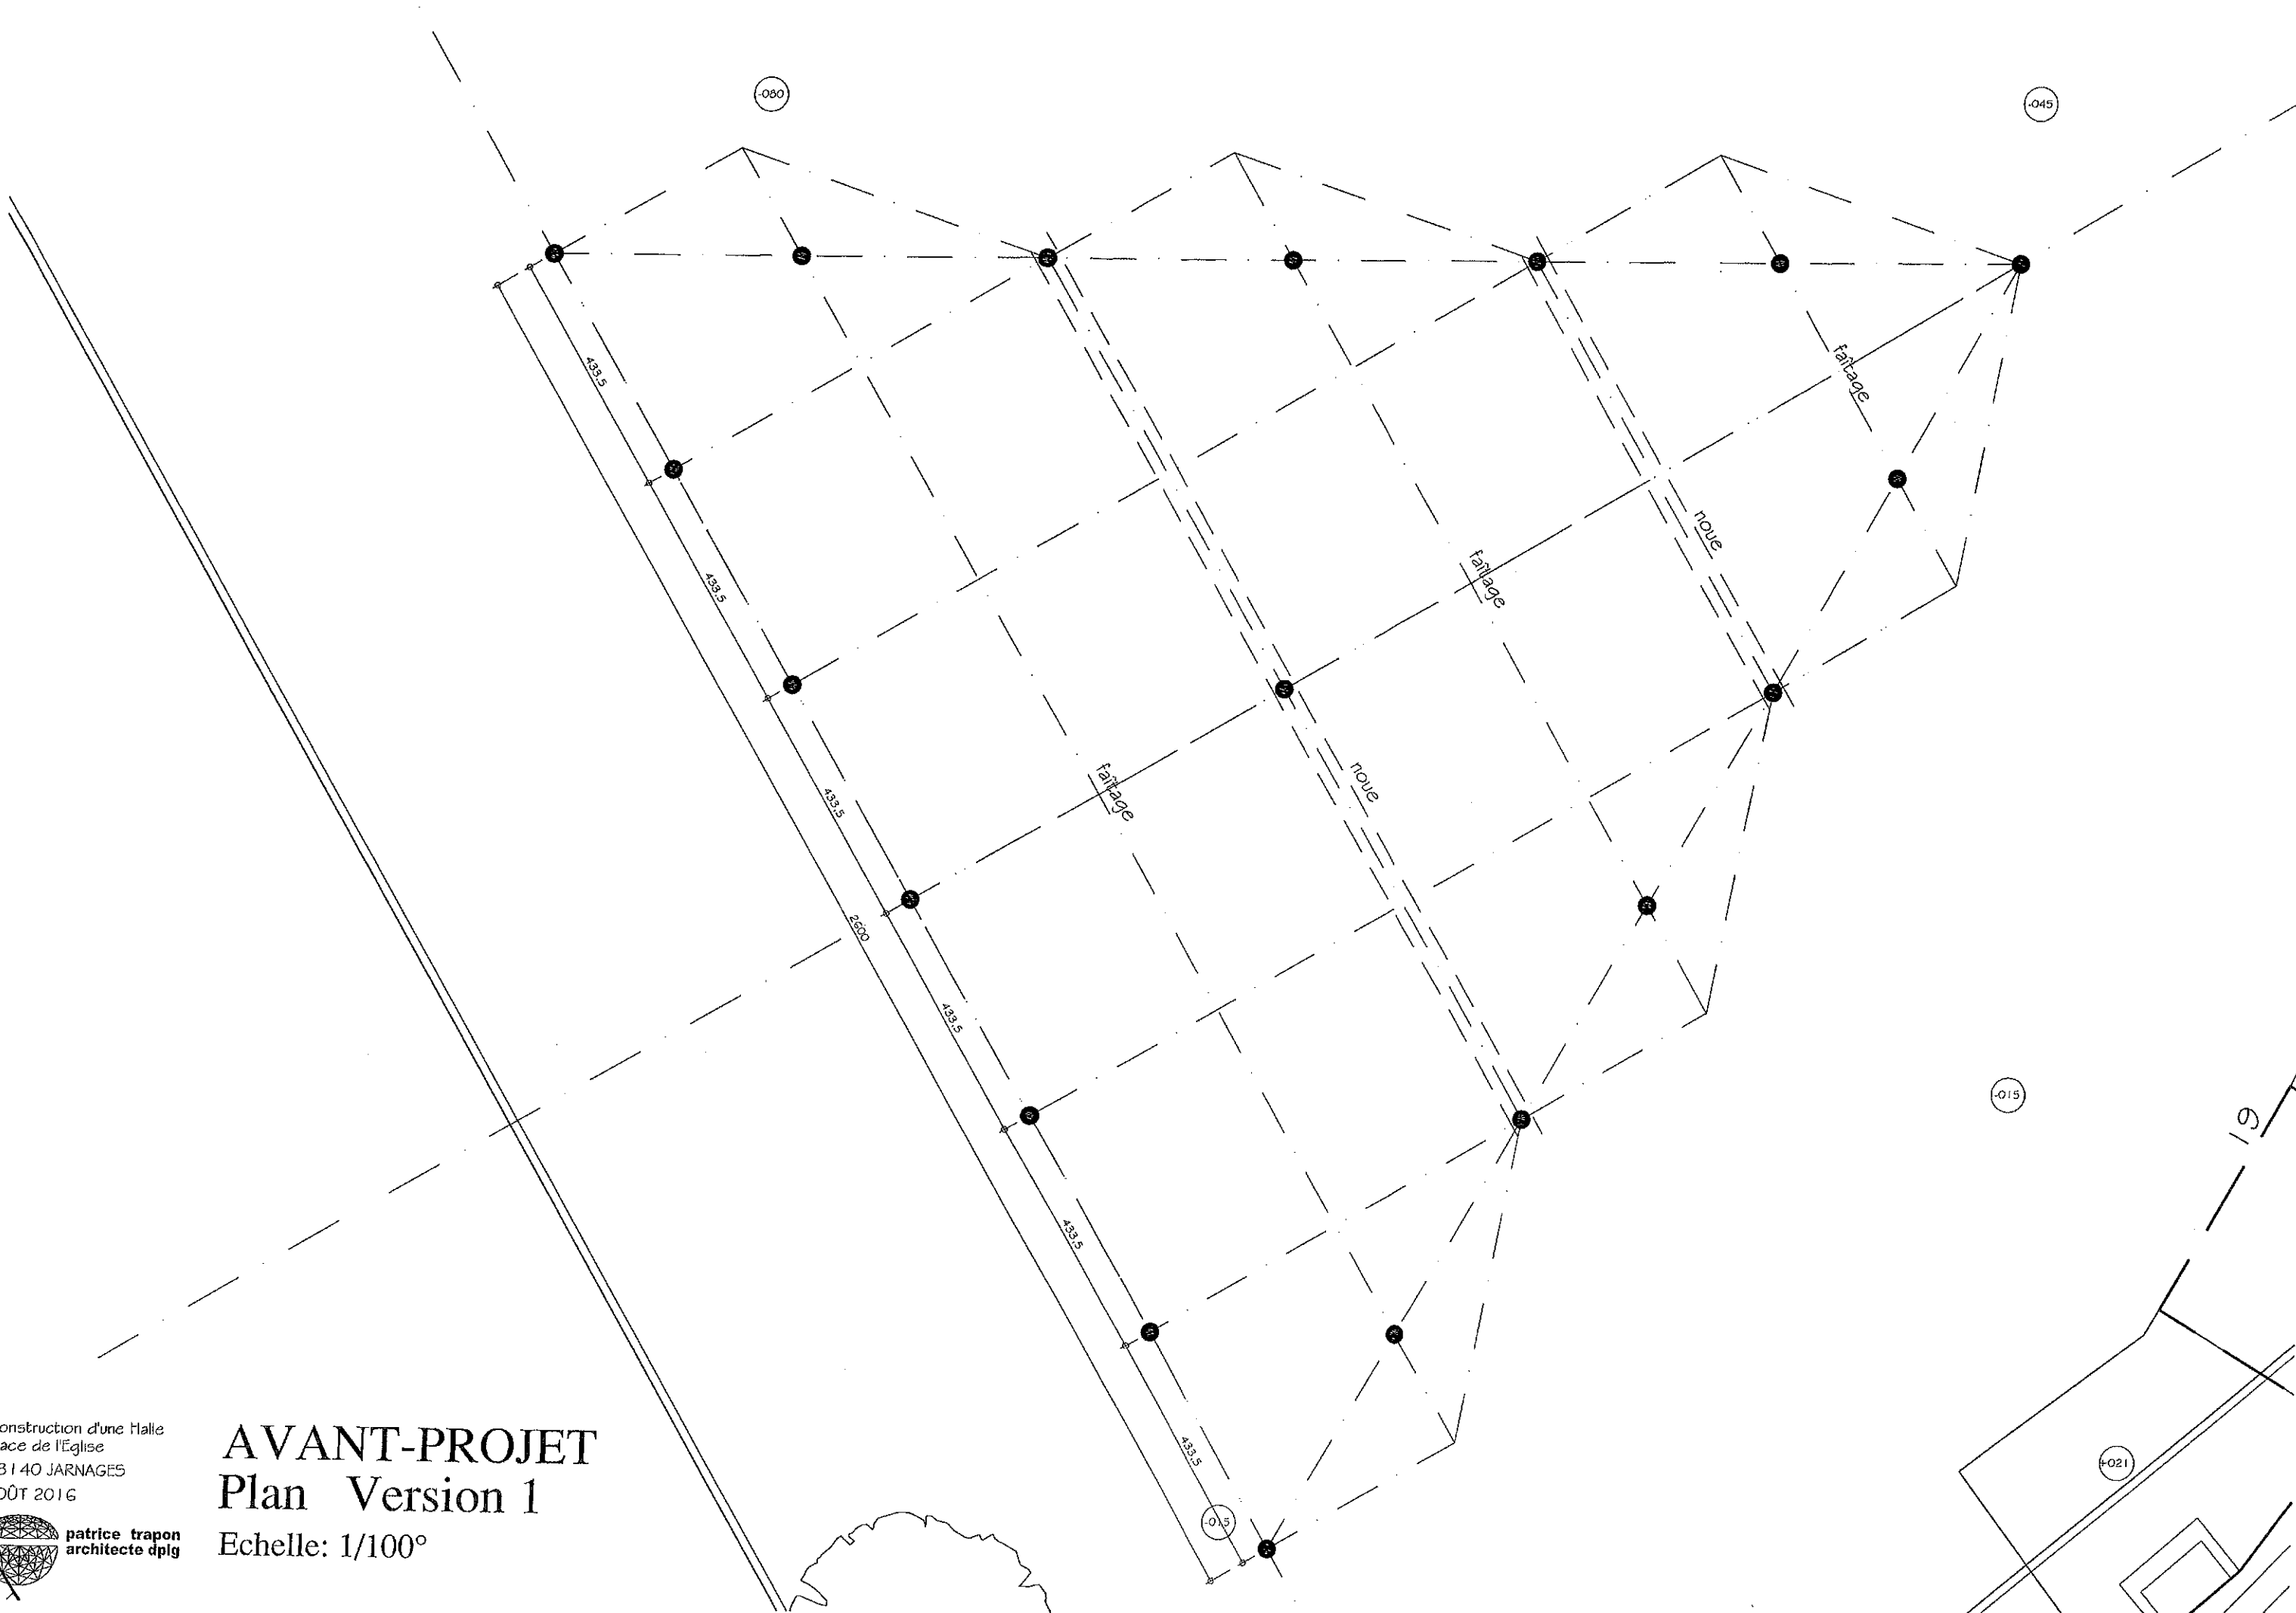 -080
-045
433.5
faîtage
noue
433.5
faîtage
faîtage
noue
433.5
2600
433.5
-015
19
433.5
onstruction d'une Halle
ace de l'Eglise
3140 JARNAGES
OÛT 2016
patrice trapon
architecte dplg
AVANT-PROJET
Plan Version 1
Echelle: 1/100°
433.5
-015
+021